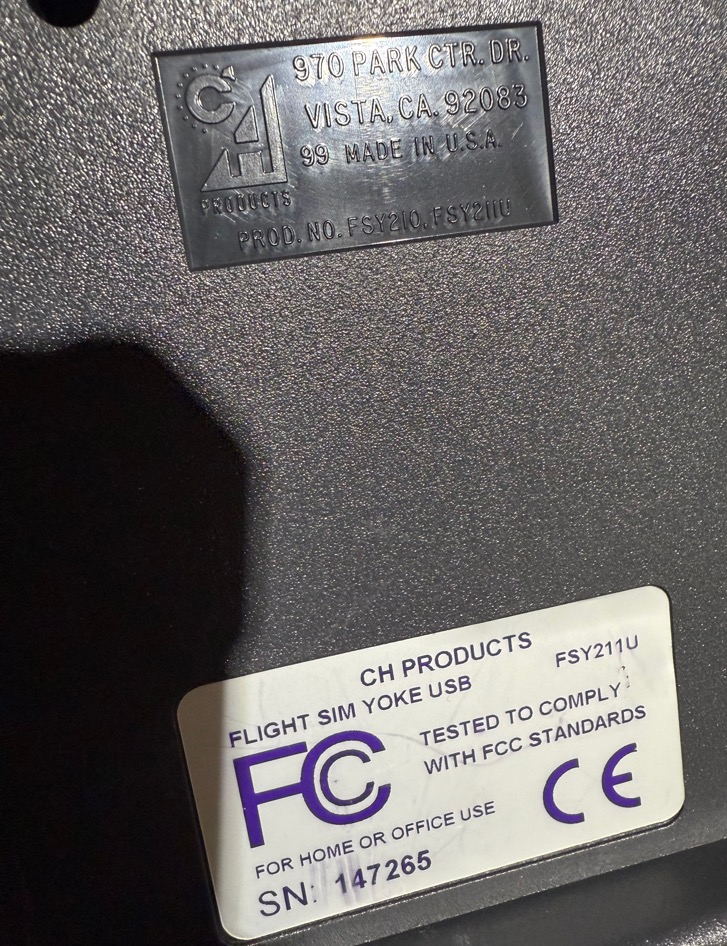 CH
PRODUCTS
970 PARK CTR. DR.
VISTA, CA. 92083
99 MADE IN U.S.A.
PROD. NO. FSY210, FSY211U
CH PRODUCTS
FSY211U
FLIGHT SIM YOKE USB
FC
TESTED TO COMPLY
WITH FCC STANDARDS
CE
FOR HOME OR OFFICE USE
SN: 147265